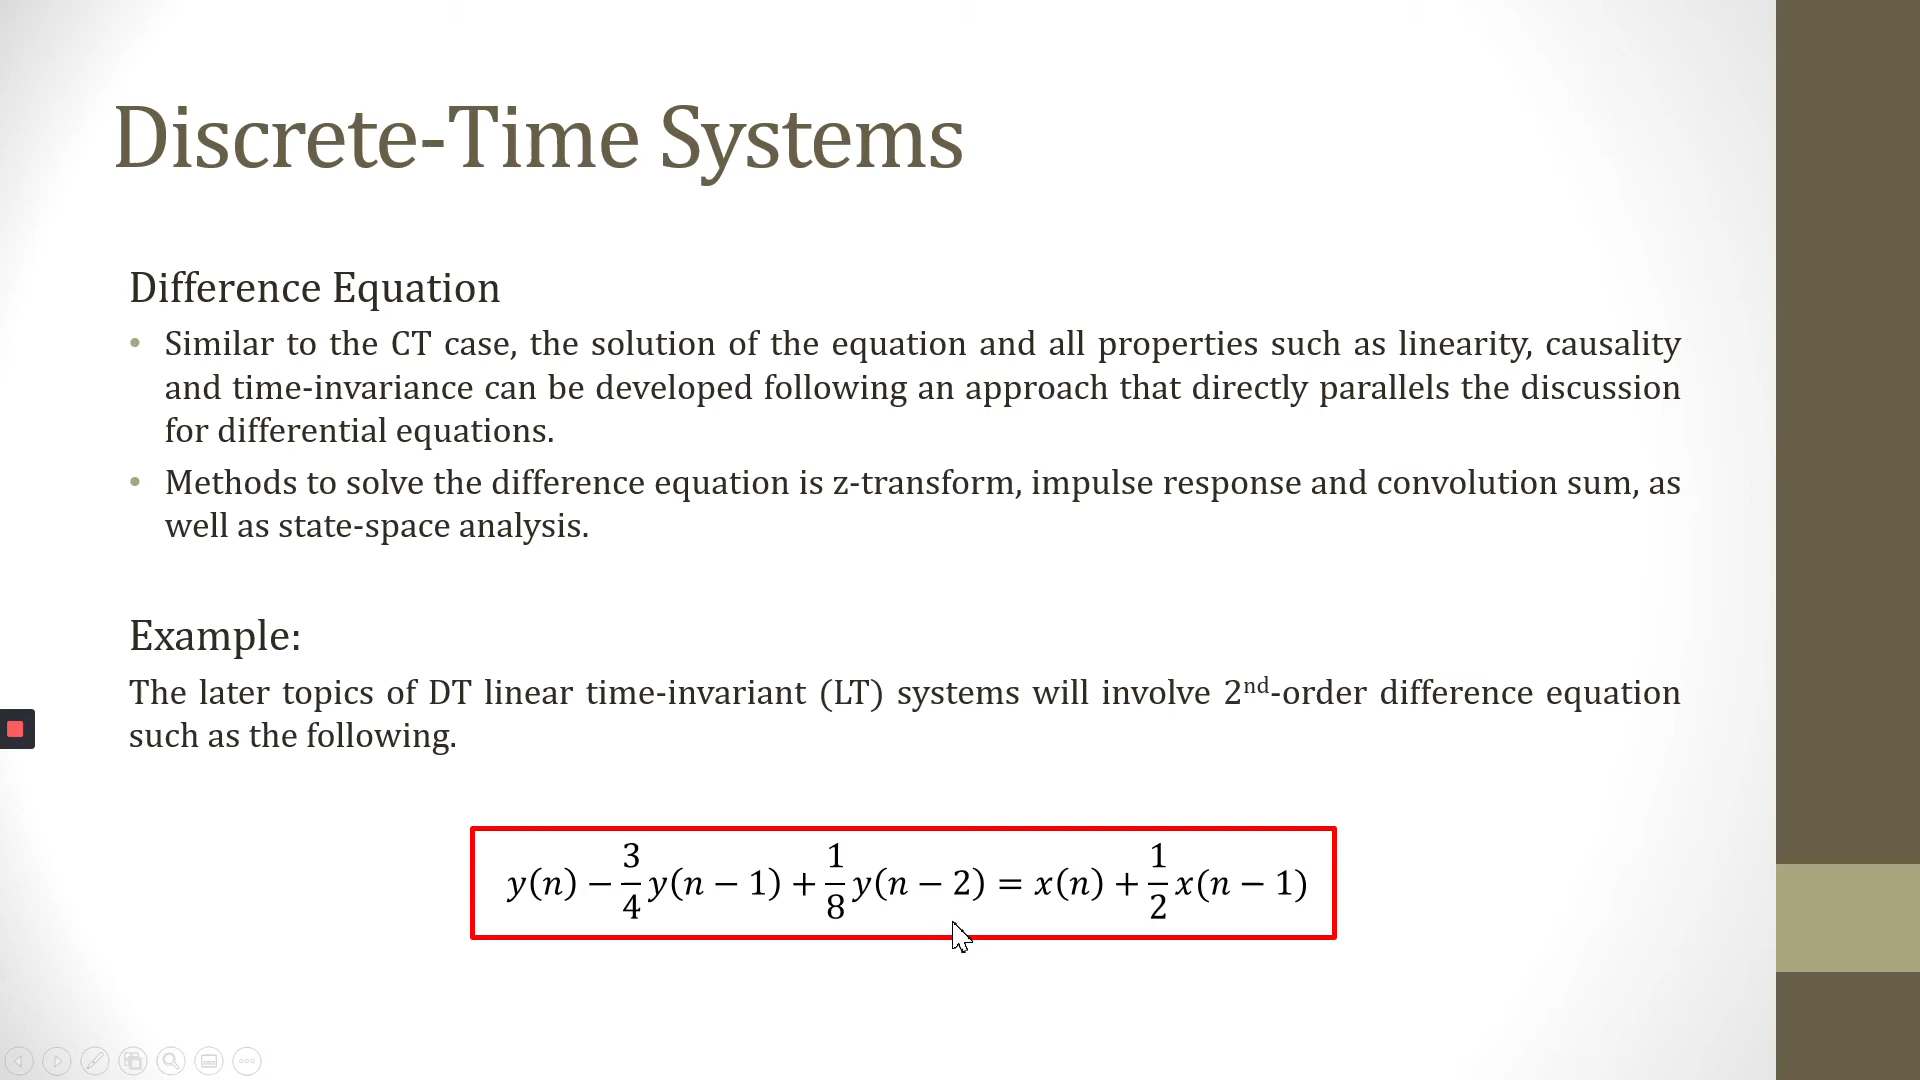 Discrete-Time Systems
Difference Equation
• Similar to the CT case, the solution of the equation and all properties such as linearity, causality
and time-invariance can be developed following an approach that directly parallels the discussion
for differential equations.
• Methods to solve the difference equation is z-transform, impulse response and convolution sum, as
well as state-space analysis.
Example:
The later topics of DT linear time-invariant (LT) systems will involve 2nd-order difference equation
such as the following.
y(n) − 3/4 y(n − 1) + 1/8 y(n − 2) = x(n) + 1/2 x(n − 1)